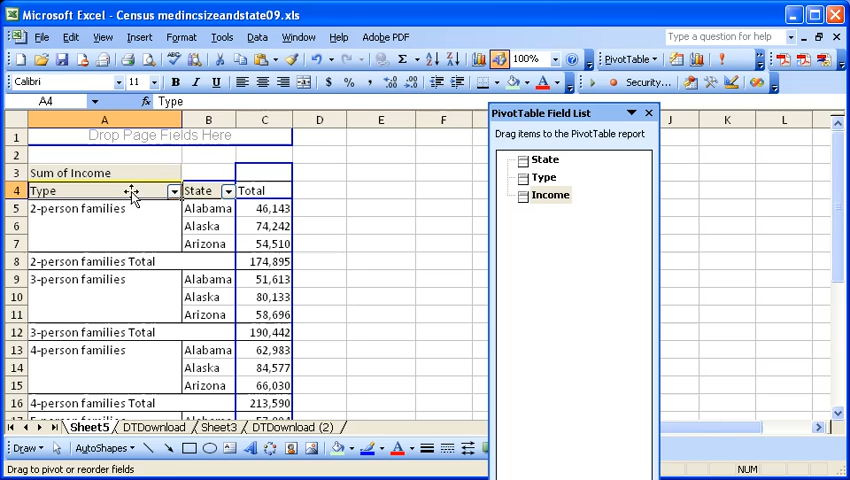 Microsoft Excel - Census medincsizeandstate09.xls
File Edit View Insert Format Tools Data Window Help Adobe PDF Type a question for help
100% PivotTable
Calibri 11 B I U $ % Security...
A4 fx Type
A B C D E F J K L
1 Drop Page Fields Here
2
3 Sum of Income
4 Type State Total
5 2-person families Alabama 46,143
6 Alaska 74,242
7 Arizona 54,510
8 2-person families Total 174,895
9 3-person families Alabama 51,613
10 Alaska 80,133
11 Arizona 58,696
12 3-person families Total 190,442
13 4-person families Alabama 62,983
14 Alaska 84,577
15 Arizona 66,030
16 4-person families Total 213,590
PivotTable Field List
Drag items to the PivotTable report
State
Type
Income
Sheet5 DTDownload Sheet3 DTDownload (2)
Draw AutoShapes
Drag to pivot or reorder fields NUM